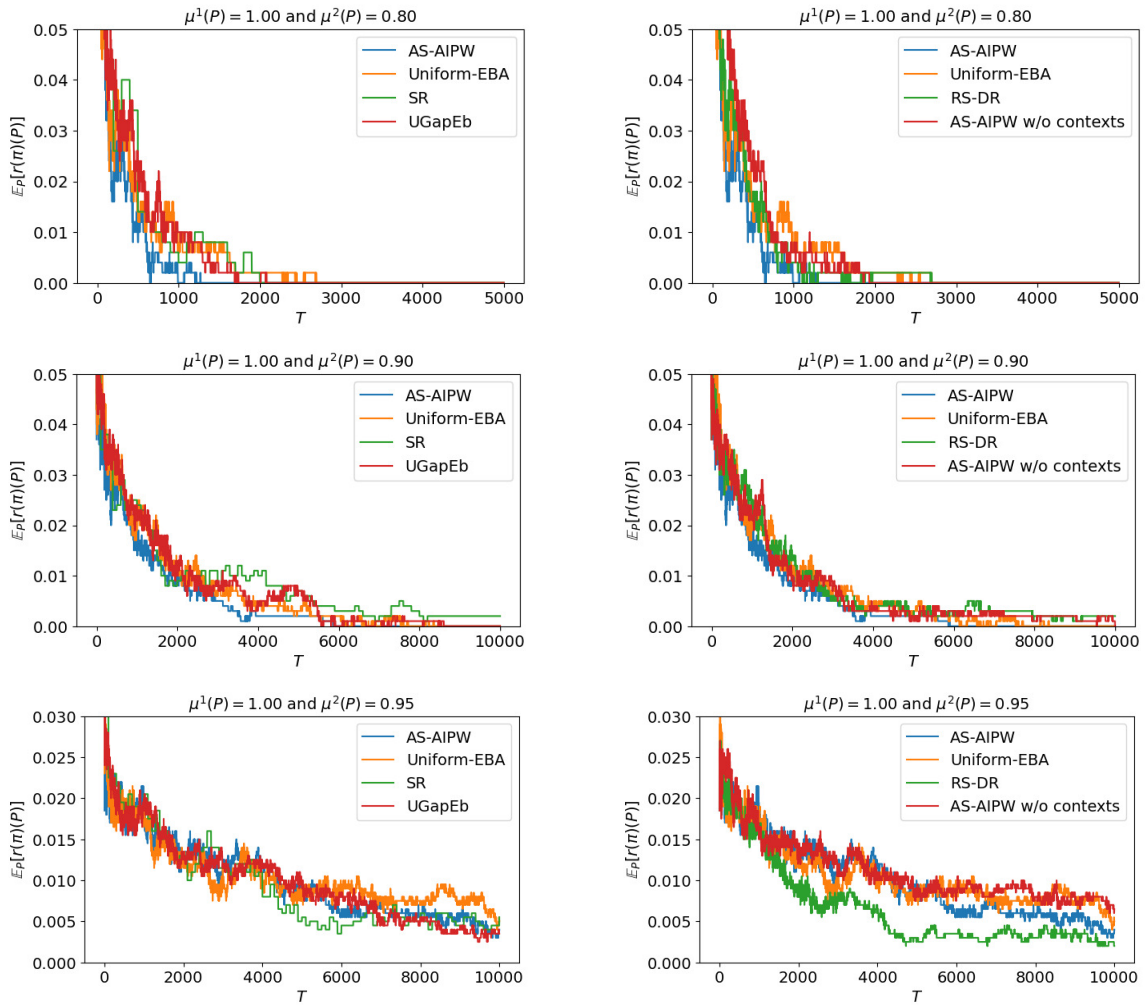 μ¹(P) = 1.00 and μ²(P) = 0.80
0.05
0.04
0.03
0.02
0.01
0.00
𝔼_P[r(π)(P)]
AS-AIPW
Uniform-EBA
SR
UGapEb
0 1000 2000 3000 4000 5000
T
μ¹(P) = 1.00 and μ²(P) = 0.80
0.05
0.04
0.03
0.02
0.01
0.00
𝔼_P[r(π)(P)]
AS-AIPW
Uniform-EBA
RS-DR
AS-AIPW w/o contexts
0 1000 2000 3000 4000 5000
T
μ¹(P) = 1.00 and μ²(P) = 0.90
0.05
0.04
0.03
0.02
0.01
0.00
𝔼_P[r(π)(P)]
AS-AIPW
Uniform-EBA
SR
UGapEb
0 2000 4000 6000 8000 10000
T
μ¹(P) = 1.00 and μ²(P) = 0.90
0.05
0.04
0.03
0.02
0.01
0.00
𝔼_P[r(π)(P)]
AS-AIPW
Uniform-EBA
RS-DR
AS-AIPW w/o contexts
0 2000 4000 6000 8000 10000
T
μ¹(P) = 1.00 and μ²(P) = 0.95
0.030
0.025
0.020
0.015
0.010
0.005
0.000
𝔼_P[r(π)(P)]
AS-AIPW
Uniform-EBA
SR
UGapEb
0 2000 4000 6000 8000 10000
T
μ¹(P) = 1.00 and μ²(P) = 0.95
0.030
0.025
0.020
0.015
0.010
0.005
0.000
𝔼_P[r(π)(P)]
AS-AIPW
Uniform-EBA
RS-DR
AS-AIPW w/o contexts
0 2000 4000 6000 8000 10000
T